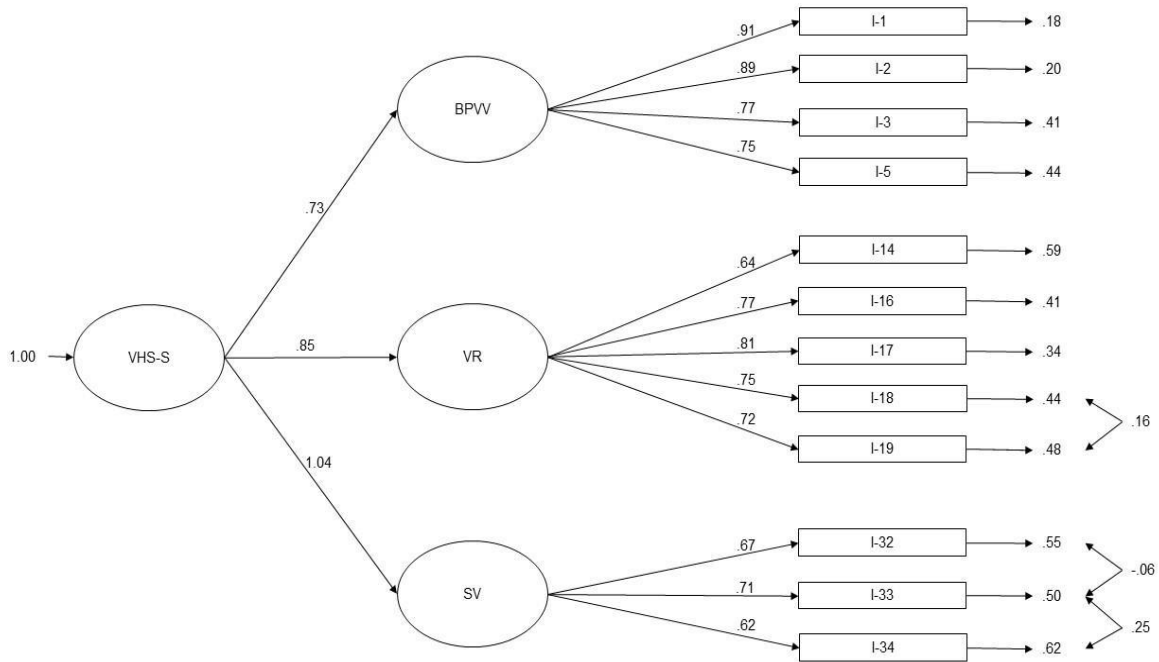 .91 I-1 .18
.89 I-2 .20
BPVV
.77 I-3 .41
.75 I-5 .44
.73
.64 I-14 .59
.77 I-16 .41
1.00 VHS-S .85 VR .81 I-17 .34
.75 I-18 .44
.16
.72 I-19 .48
1.04
.67 I-32 .55
-.06
SV .71 I-33 .50
.25
.62 I-34 .62